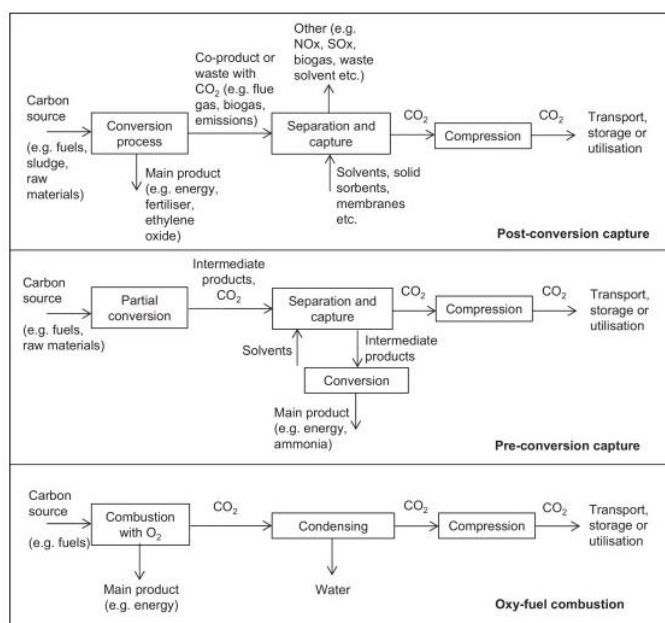 Other (e.g.
NOx, SOx,
biogas, waste
solvent etc.)
Co-product or
waste with
CO₂ (e.g. flue
gas, biogas,
emissions)
Carbon
source
(e.g. fuels,
sludge,
raw
materials)
Conversion
process
Main product
(e.g. energy,
fertiliser,
ethylene
oxide)
Separation and
capture
Solvents, solid
sorbents,
membranes
etc.
CO₂
Compression
CO₂
Transport,
storage or
utilisation
Post-conversion capture
Carbon
source
(e.g. fuels,
raw materials)
Partial
conversion
Intermediate
products,
CO₂
Separation and
capture
Solvents
Intermediate
products
Conversion
Main product
(e.g. energy,
ammonia)
CO₂
Compression
CO₂
Transport,
storage or
utilisation
Pre-conversion capture
Carbon
source
(e.g. fuels)
Combustion
with O₂
Main product
(e.g. energy)
CO₂
Condensing
Water
CO₂
Compression
CO₂
Transport,
storage or
utilisation
Oxy-fuel combustion